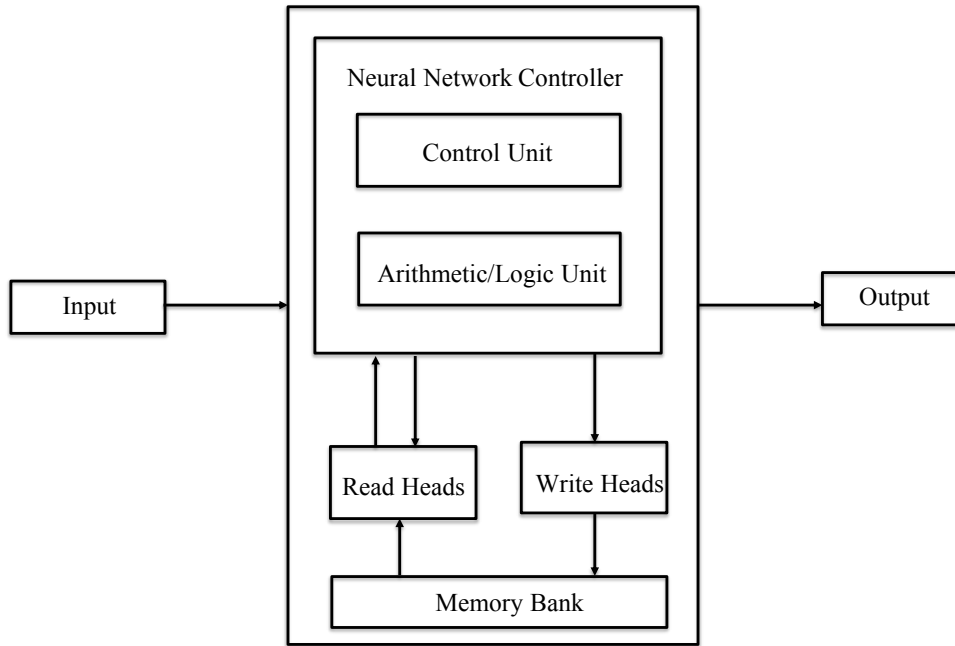 Neural Network Controller
Control Unit
Arithmetic/Logic Unit
Input
Output
Read Heads
Write Heads
Memory Bank